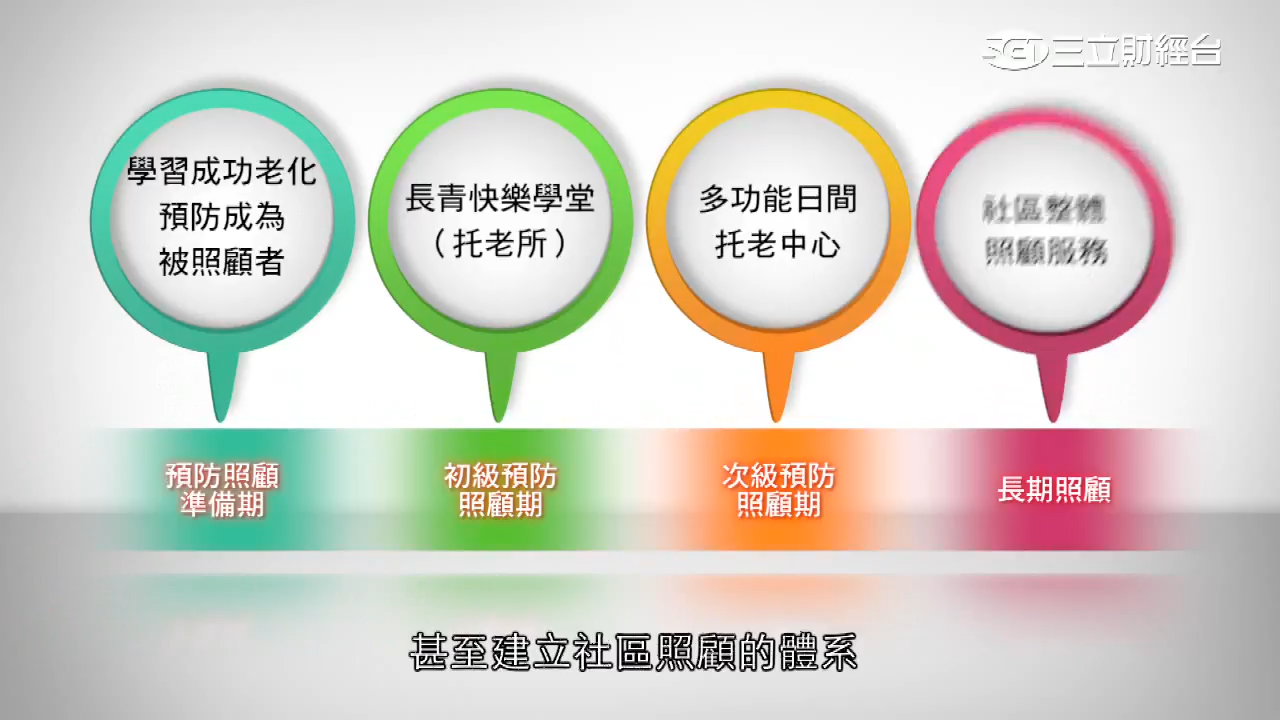 SET三立財經台
學習成功老化
預防成為
被照顧者
長青快樂學堂
（托老所）
多功能日間
托老中心
社區整體
照顧服務
預防照顧
準備期
初級預防
照顧期
次級預防
照顧期
長期照顧
甚至建立社區照顧的體系